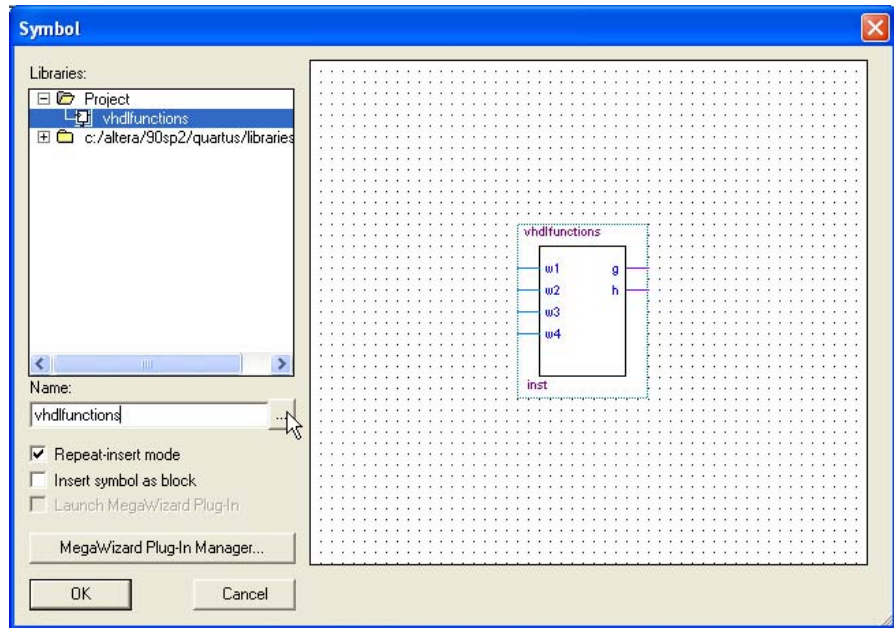 Symbol
Libraries:
Project
vhdlfunctions
c:/altera/90sp2/quartus/libraries
Name:
vhdlfunctions
...
Repeat-insert mode
Insert symbol as block
Launch MegaWizard Plug-In
MegaWizard Plug-In Manager...
OK
Cancel
vhdlfunctions
w1
g
w2
h
w3
w4
inst